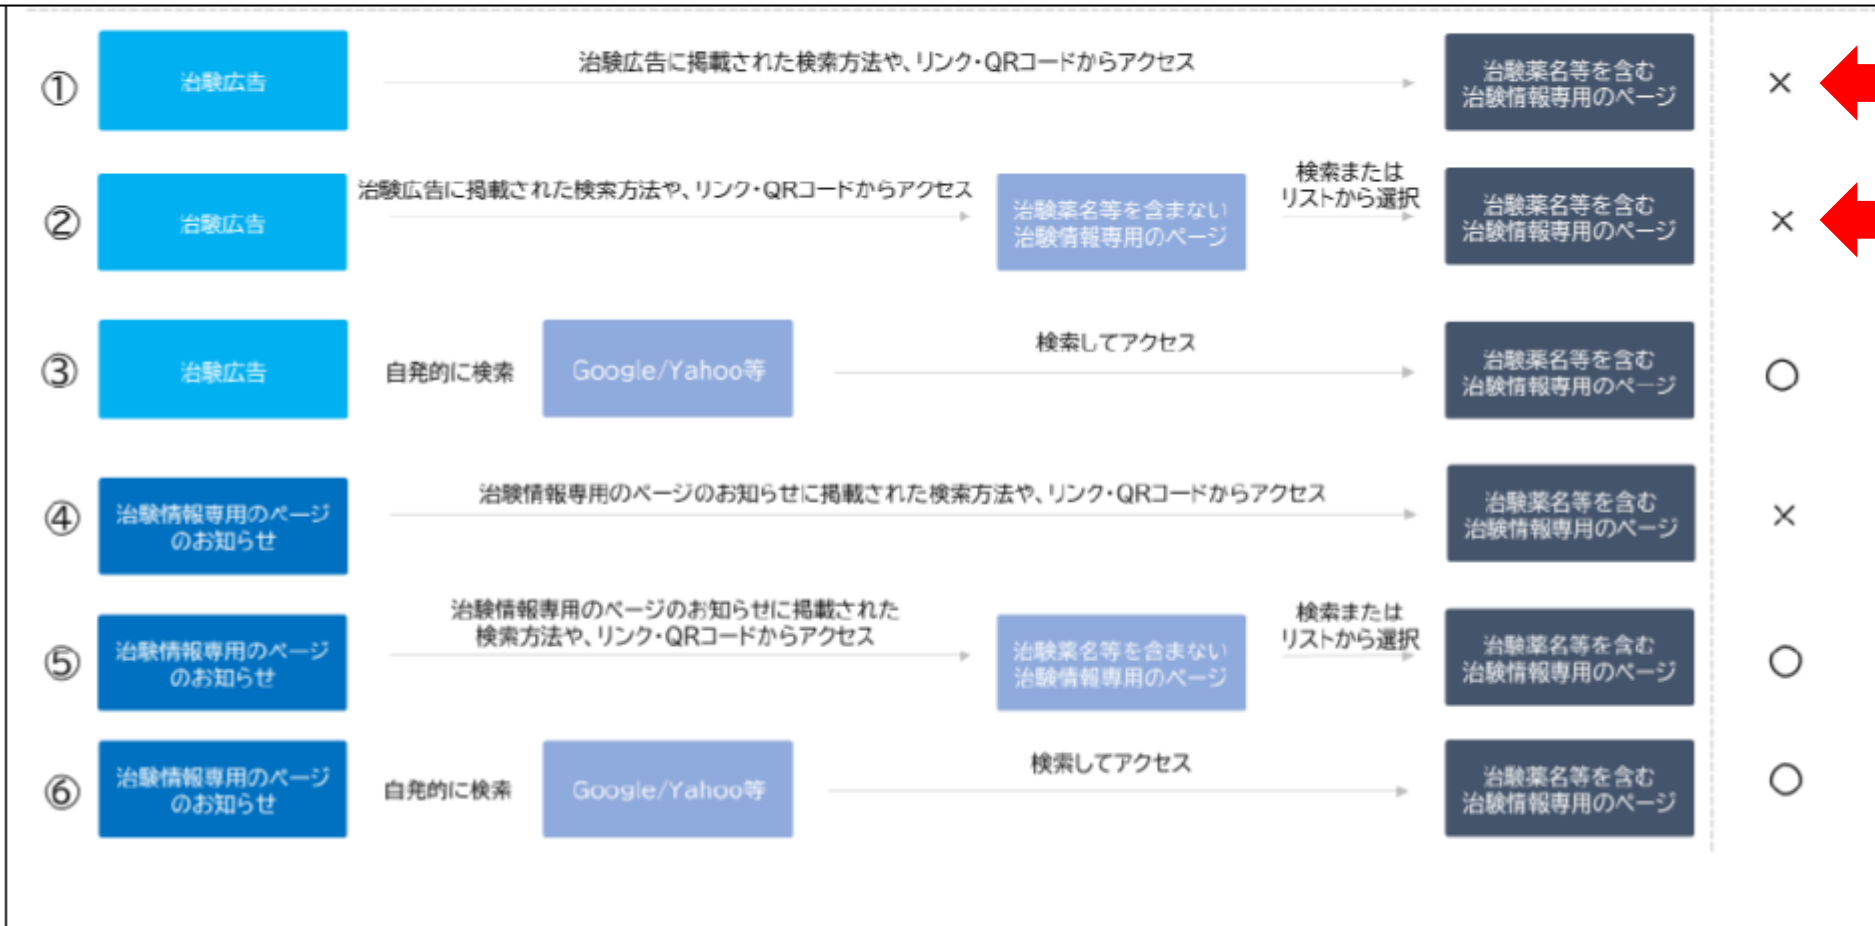 ①
治験広告
治験広告に掲載された検索方法や、リンク・QRコードからアクセス
治験薬名等を含む
治験情報専用のページ
×
②
治験広告
治験広告に掲載された検索方法や、リンク・QRコードからアクセス
治験薬名等を含まない
治験情報専用のページ
検索または
リストから選択
治験薬名等を含む
治験情報専用のページ
×
③
治験広告
自発的に検索
Google/Yahoo等
検索してアクセス
治験薬名等を含む
治験情報専用のページ
○
④
治験情報専用のページ
のお知らせ
治験情報専用のページのお知らせに掲載された検索方法や、リンク・QRコードからアクセス
治験薬名等を含む
治験情報専用のページ
×
⑤
治験情報専用のページ
のお知らせ
治験情報専用のページのお知らせに掲載された
検索方法や、リンク・QRコードからアクセス
治験薬名等を含まない
治験情報専用のページ
検索または
リストから選択
治験薬名等を含む
治験情報専用のページ
○
⑥
治験情報専用のページ
のお知らせ
自発的に検索
Google/Yahoo等
検索してアクセス
治験薬名等を含む
治験情報専用のページ
○